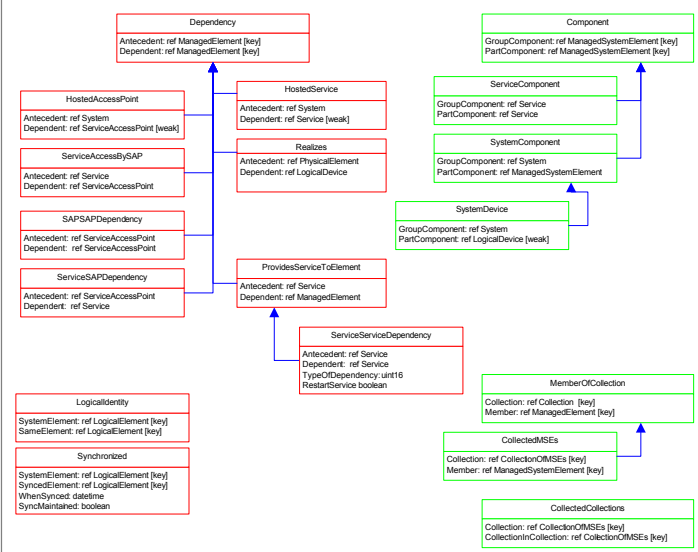 Dependency
Antecedent: ref ManagedElement [key]
Dependent: ref ManagedElement [key]
Component
GroupComponent: ref ManagedSystemElement [key]
PartComponent: ref ManagedSystemElement [key]
HostedAccessPoint
Antecedent: ref System
Dependent: ref ServiceAccessPoint [weak]
HostedService
Antecedent: ref System
Dependent: ref Service [weak]
ServiceComponent
GroupComponent: ref Service
PartComponent: ref Service
ServiceAccessBySAP
Antecedent: ref Service
Dependent: ref ServiceAccessPoint
Realizes
Antecedent: ref PhysicalElement
Dependent: ref LogicalDevice
SystemComponent
GroupComponent: ref System
PartComponent: ref ManagedSystemElement
SAPSAPDependency
Antecedent: ref ServiceAccessPoint
Dependent: ref ServiceAccessPoint
SystemDevice
GroupComponent: ref System
PartComponent: ref LogicalDevice [weak]
ServiceSAPDependency
Antecedent: ref ServiceAccessPoint
Dependent: ref Service
ProvidesServiceToElement
Antecedent: ref Service
Dependent: ref ManagedElement
ServiceServiceDependency
Antecedent: ref Service
Dependent: ref Service
TypeOfDependency: uint16
RestartService boolean
LogicalIdentity
SystemElement: ref LogicalElement [key]
SameElement: ref LogicalElement [key]
MemberOfCollection
Collection: ref Collection [key]
Member: ref ManagedElement [key]
Synchronized
SystemElement: ref LogicalElement [key]
SyncedElement: ref LogicalElement [key]
WhenSynced: datetime
SyncMaintained: boolean
CollectedMSEs
Collection: ref CollectionOfMSEs [key]
Member: ref ManagedSystemElement [key]
CollectedCollections
Collection: ref CollectionOfMSEs [key]
CollectionInCollection: ref CollectionOfMSEs [key]